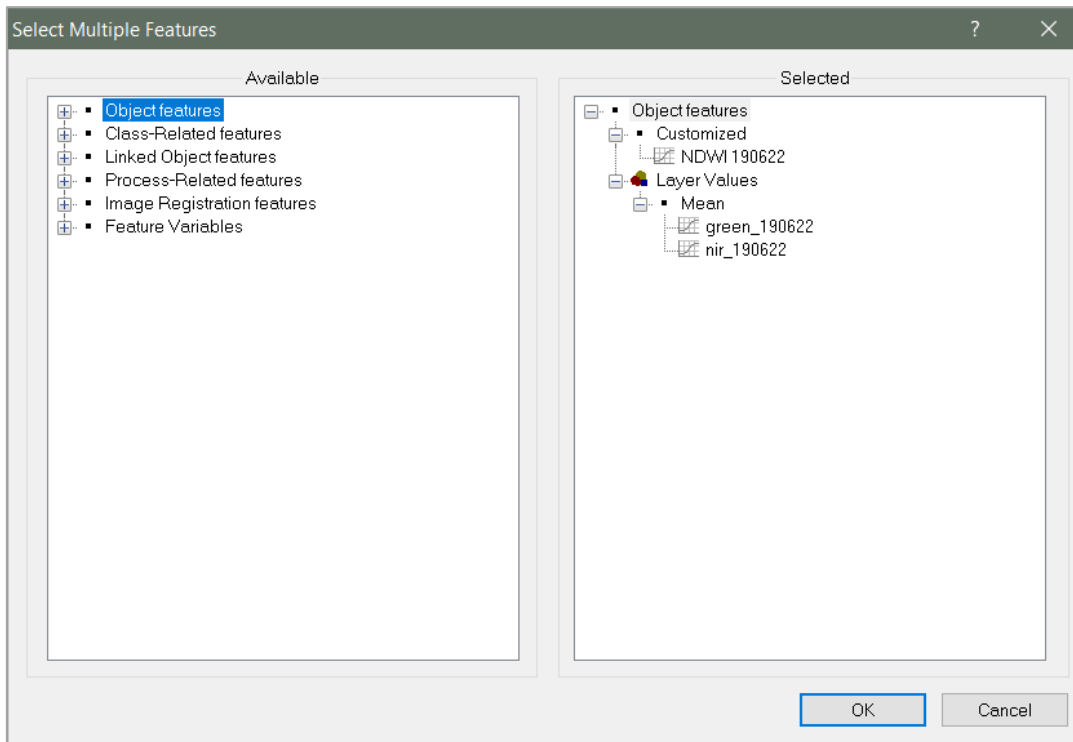 Select Multiple Features
Available
Object features
Class-Related features
Linked Object features
Process-Related features
Image Registration features
Feature Variables
Selected
Object features
Customized
NDWI 190622
Layer Values
Mean
green_190622
nir_190622
OK
Cancel